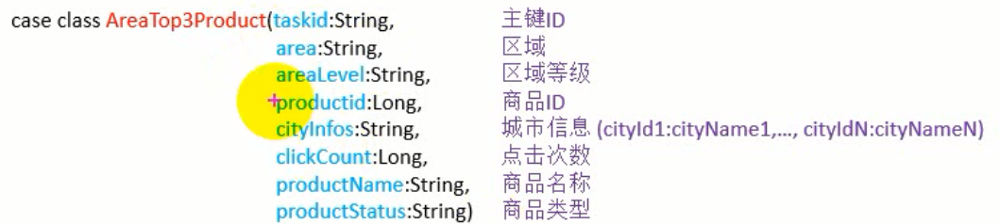 case class AreaTop3Product(taskid:String, 主键ID
area:String, 区域
areaLevel:String, 区域等级
productid:Long, 商品ID
cityInfos:String, 城市信息 (cityId1:cityName1,..., cityIdN:cityNameN)
clickCount:Long, 点击次数
productName:String, 商品名称
productStatus:String) 商品类型